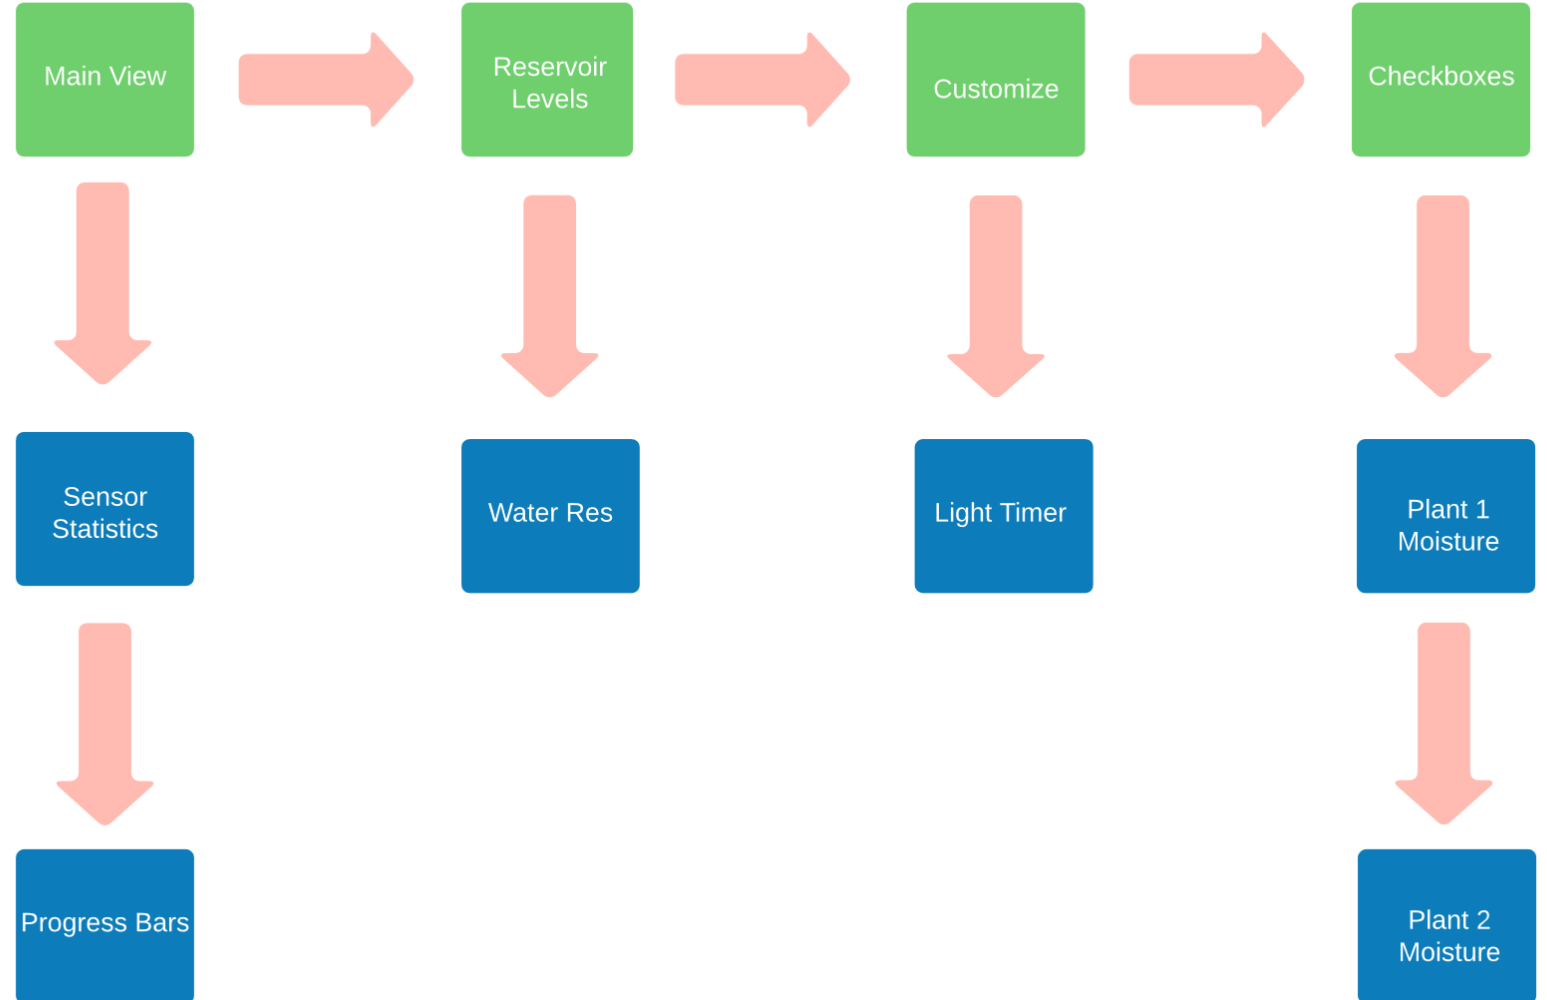 Main View
Reservoir
Levels
Customize
Checkboxes
Sensor
Statistics
Water Res
Light Timer
Plant 1
Moisture
Progress Bars
Plant 2
Moisture